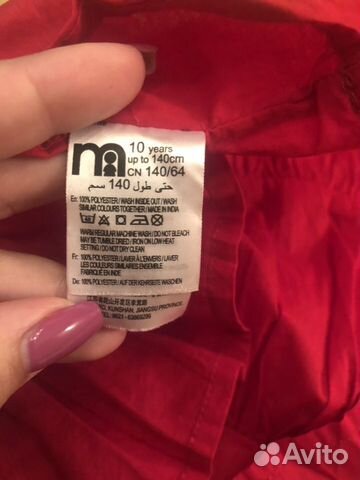 m
10 years
up to 140cm
CN 140/64
حتى طول 140 سم
En: 100% POLYESTER / WASH INSIDE OUT / WASH
SIMILAR COLOURS TOGETHER / MADE IN INDIA
WARM REGULAR MACHINE WASH / DO NOT BLEACH
MAY BE TUMBLE DRIED / IRON ON LOW HEAT
SETTING / DO NOT DRY CLEAN
Fr: 100% POLYESTER / LAVER À L'ENVERS / LAVER
LES COULEURS SIMILAIRES ENSEMBLE
FABRIQUÉ EN INDE
De: 100% POLYESTER / AUF DER KEHRSEITE WASCHEN
KUNSHAN, JIANGSU PROVINCE
Avito